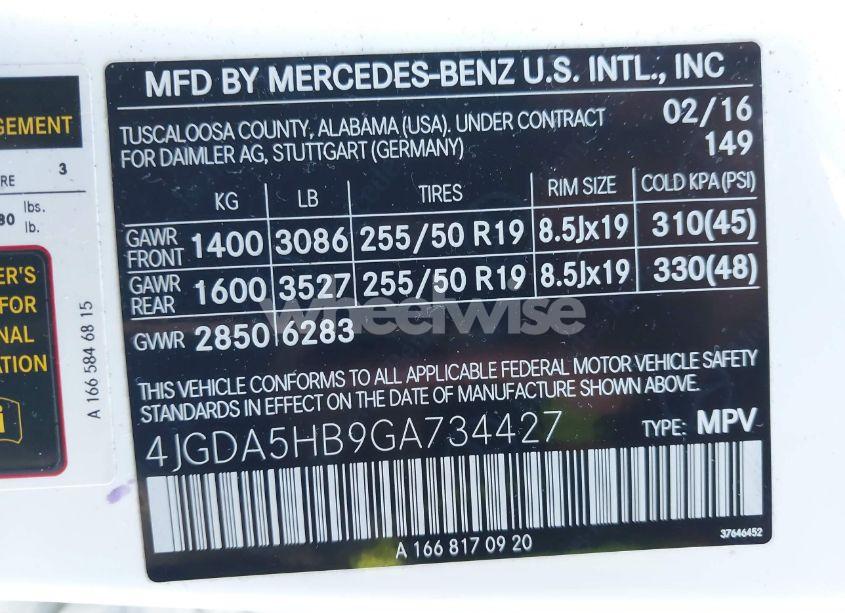 MFD BY MERCEDES-BENZ U.S. INTL., INC
TUSCALOOSA COUNTY, ALABAMA (USA). UNDER CONTRACT
FOR DAIMLER AG, STUTTGART (GERMANY)
02/16
149
KG LB TIRES RIM SIZE COLD KPA(PSI)
GAWR FRONT 1400 3086 255/50 R19 8.5Jx19 310(45)
GAWR REAR 1600 3527 255/50 R19 8.5Jx19 330(48)
GVWR 2850 6283
wheelwise
THIS VEHICLE CONFORMS TO ALL APPLICABLE FEDERAL MOTOR VEHICLE SAFETY
STANDARDS IN EFFECT ON THE DATE OF MANUFACTURE SHOWN ABOVE.
4JGDA5HB9GA734427 TYPE: MPV
A 166 817 09 20
37646452
A 166 584 68 15
GEMENT
RE 3
80 lbs.
lb.
ER'S
FOR
NAL
ATION